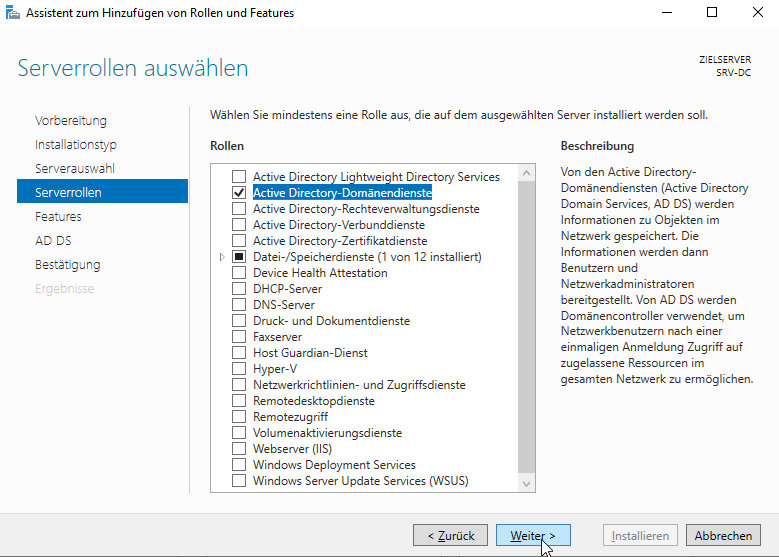 Assistent zum Hinzufügen von Rollen und Features
Serverrollen auswählen
ZIELSERVER
SRV-DC
Vorbereitung
Installationstyp
Serverauswahl
Serverrollen
Features
AD DS
Bestätigung
Ergebnisse
Wählen Sie mindestens eine Rolle aus, die auf dem ausgewählten Server installiert werden soll.
Rollen
Active Directory Lightweight Directory Services
Active Directory-Domänendienste
Active Directory-Rechteverwaltungsdienste
Active Directory-Verbunddienste
Active Directory-Zertifikatdienste
Datei-/Speicherdienste (1 von 12 installiert)
Device Health Attestation
DHCP-Server
DNS-Server
Druck- und Dokumentdienste
Faxserver
Host Guardian-Dienst
Hyper-V
Netzwerkrichtlinien- und Zugriffsdienste
Remotedesktopdienste
Remotezugriff
Volumenaktivierungsdienste
Webserver (IIS)
Windows Deployment Services
Windows Server Update Services (WSUS)
Beschreibung
Von den Active Directory-
Domänendiensten (Active Directory
Domain Services, AD DS) werden
Informationen zu Objekten im
Netzwerk gespeichert. Die
Informationen werden dann
Benutzern und
Netzwerkadministratoren
bereitgestellt. Von AD DS werden
Domänencontroller verwendet, um
Netzwerkbenutzern nach einer
einmaligen Anmeldung Zugriff auf
zugelassene Ressourcen im
gesamten Netzwerk zu ermöglichen.
< Zurück
Weiter >
Installieren
Abbrechen